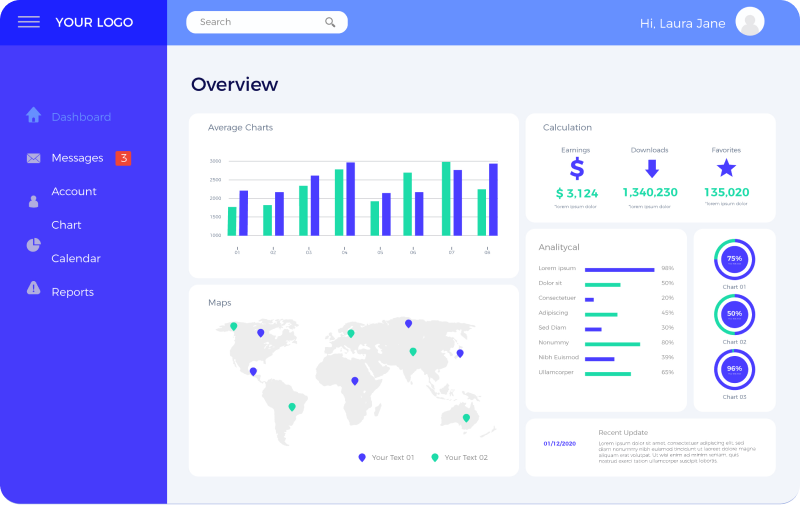 YOUR LOGO
Search
Hi, Laura Jane
Dashboard
Messages 3
Account
Chart
Calendar
Reports
Overview
Average Charts
3000
2500
2000
1500
1000
01 02 03 04 05 06 07 08
Calculation
Earnings
$ 3,124
*lorem ipsum dolor
Downloads
1,340,230
*lorem ipsum dolor
Favorites
135,020
*lorem ipsum dolor
Maps
Your Text 01
Your Text 02
Analitycal
Lorem ipsum 98%
Dolor sit 50%
Consectetuer 20%
Adipiscing 45%
Sed Diam 30%
Nonummy 80%
Nibh Euismod 39%
Ullamcorper 65%
75%
Chart 01
50%
Chart 02
96%
Chart 03
01/12/2020
Recent Update
Lorem ipsum dolor sit amet, consectetuer adipiscing elit, sed
diam nonummy nibh euismod tincidunt ut laoreet dolore magna
aliquam erat volutpat. Ut wisi enim ad minim veniam, quis
nostrud exerci tation ullamcorper suscipit lobortis.